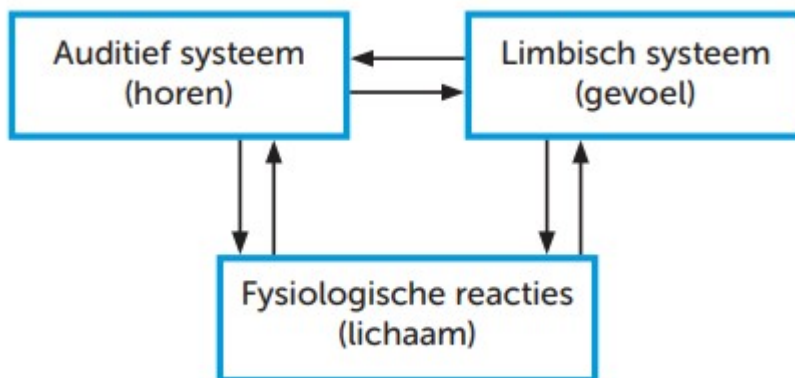 Auditief systeem
(horen)
Limbisch systeem
(gevoel)
Fysiologische reacties
(lichaam)